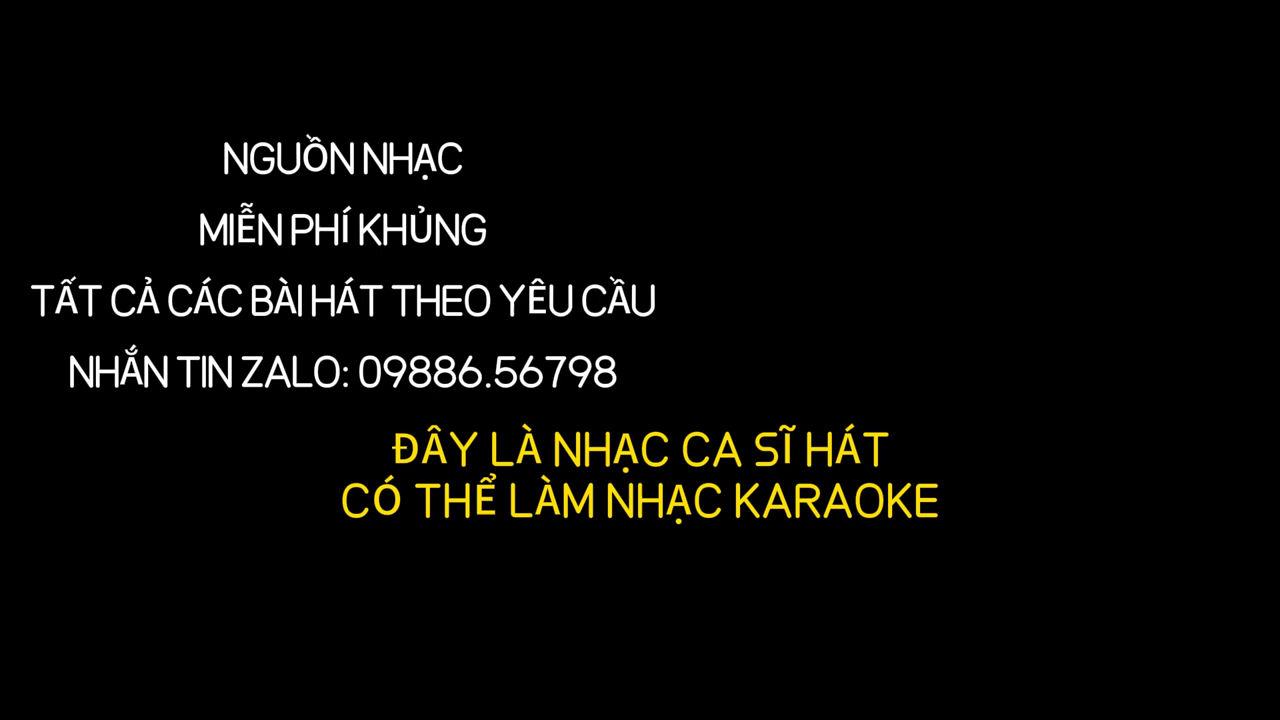 NGUỒN NHẠC
MIỄN PHÍ KHỦNG
TẤT CẢ CÁC BÀI HÁT THEO YÊU CẦU
NHẮN TIN ZALO: 09886.56798
ĐÂY LÀ NHẠC CA SĨ HÁT
CÓ THỂ LÀM NHẠC KARAOKE